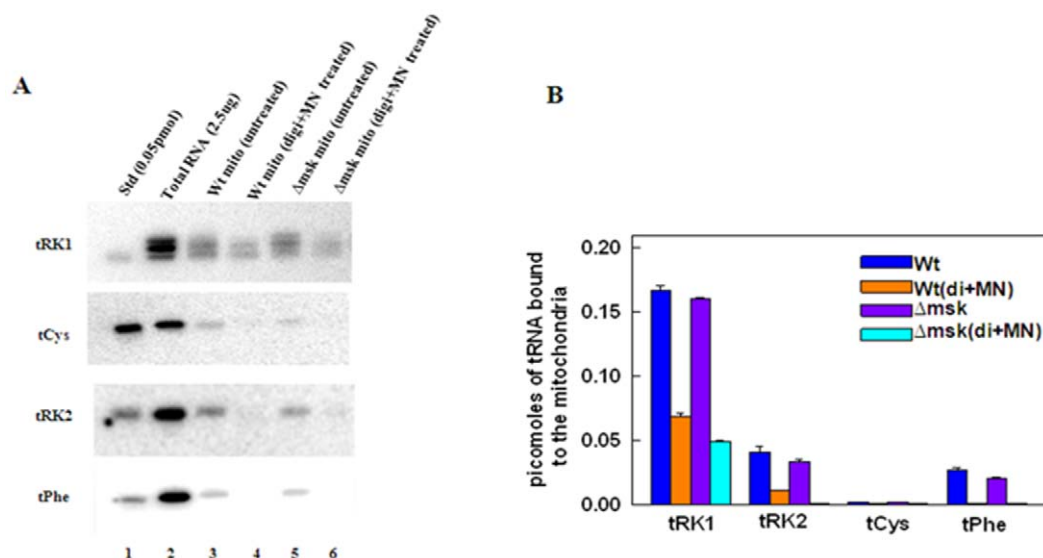 A
Std (0.05pmol)
Total RNA (2.5ug)
Wt mito (untreated)
Wt mito (digi+MN treated)
Δmsk mito (untreated)
Δmsk mito (digi+MN treated)
tRK1
tCys
tRK2
tPhe
1 2 3 4 5 6
B
picomoles of tRNA bound
to the mitochondria
0.20
0.15
0.10
0.05
0.00
Wt
Wt(di+MN)
Δmsk
Δmsk(di+MN)
tRK1 tRK2 tCys tPhe